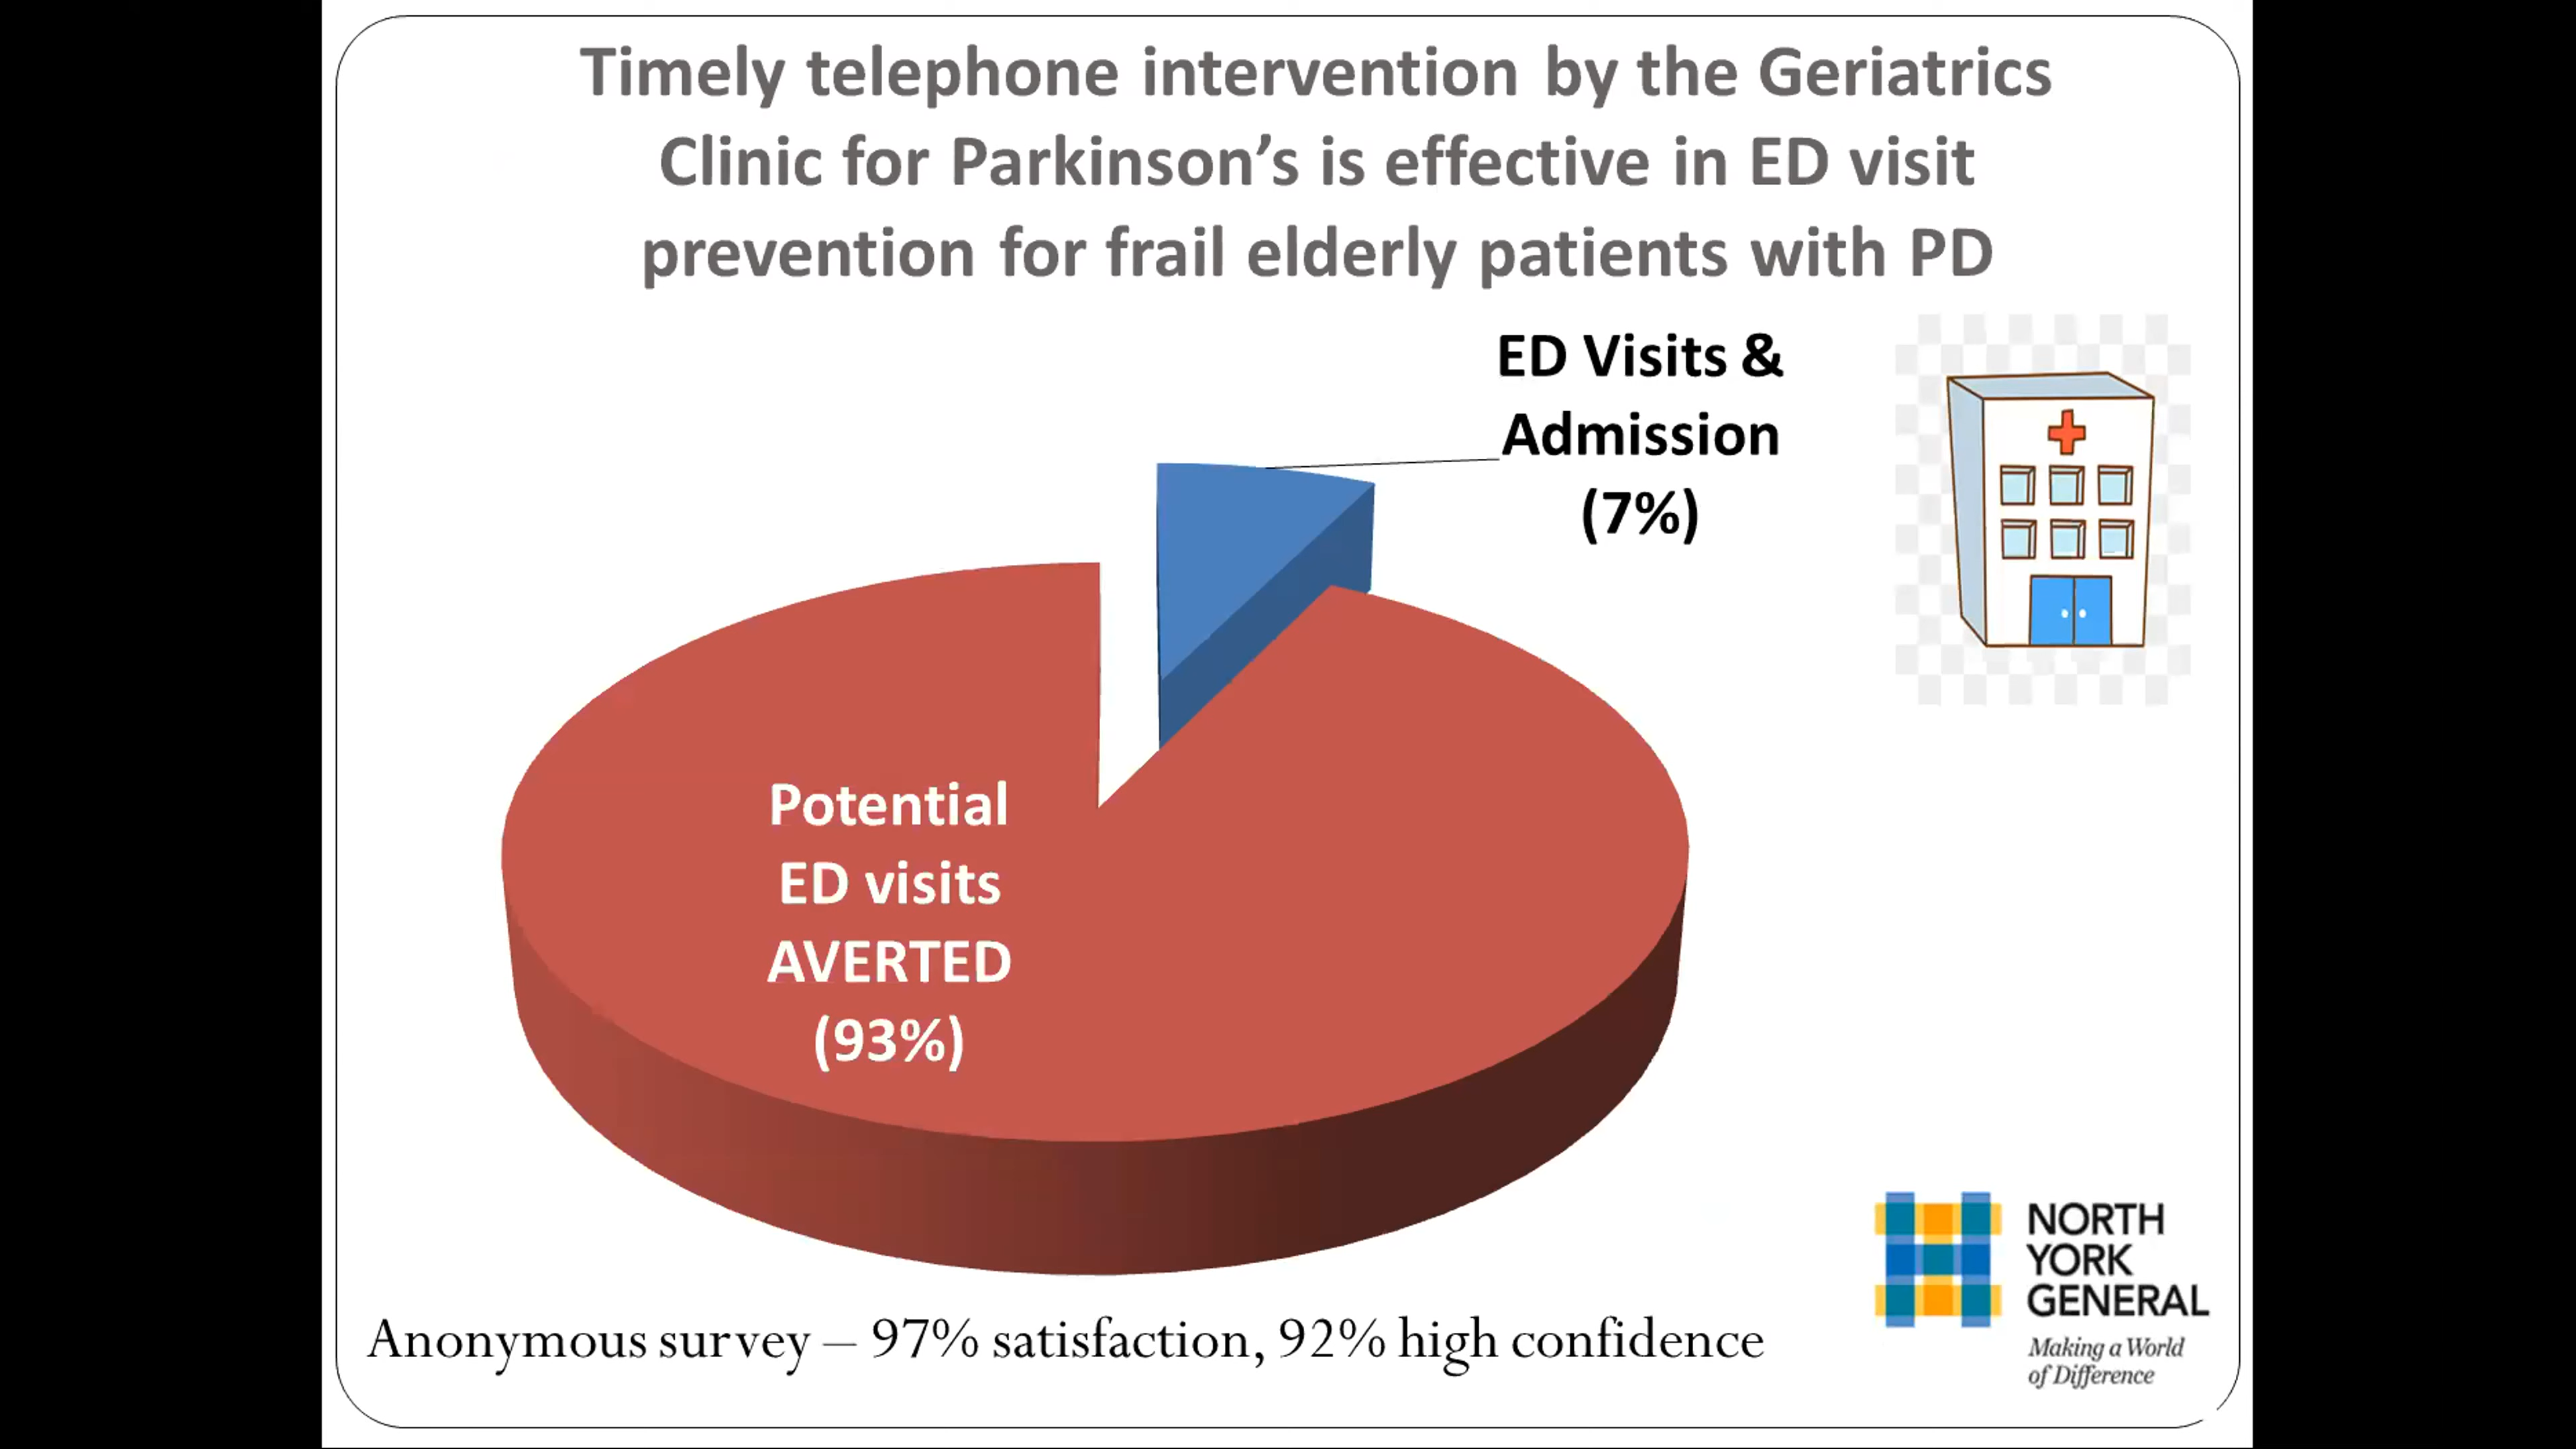 Timely telephone intervention by the Geriatrics
Clinic for Parkinson’s is effective in ED visit
prevention for frail elderly patients with PD
ED Visits &
Admission
(7%)
Potential
ED visits
AVERTED
(93%)
Anonymous survey – 97% satisfaction, 92% high confidence
NORTH
YORK
GENERAL
Making a World
of Difference